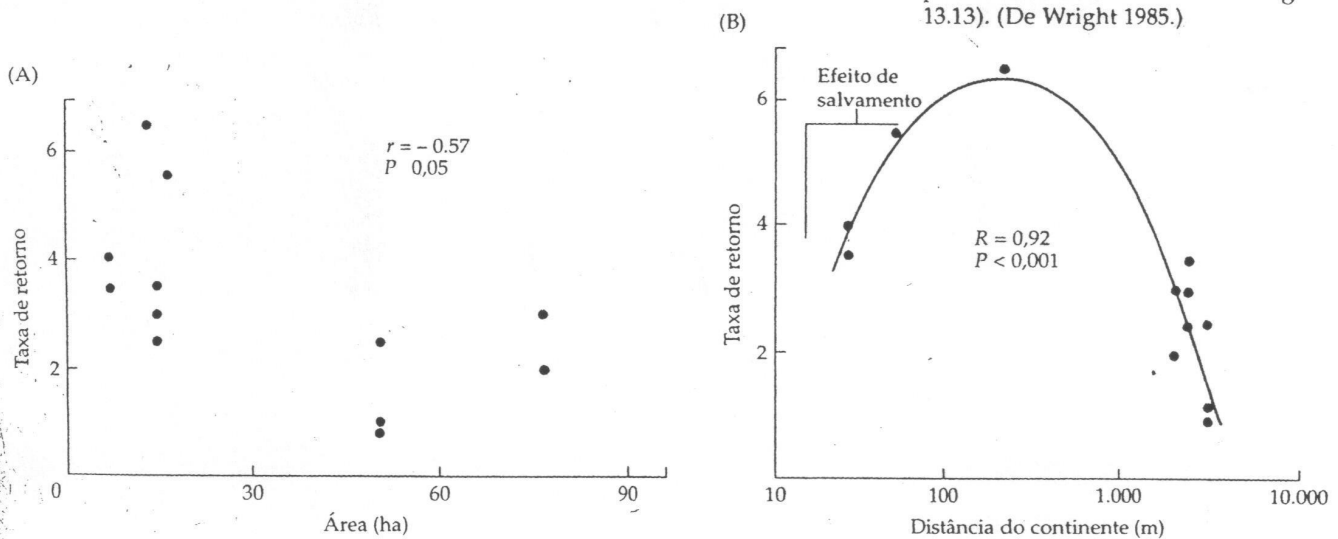 13.13). (De Wright 1985.)
(A)
6
4
2
0
30
60
90
Taxa de retorno
Área (ha)
r = – 0.57
P 0,05
(B)
6
4
2
10
100
1.000
10.000
Taxa de retorno
Distância do continente (m)
Efeito de
salvamento
R = 0,92
P < 0,001